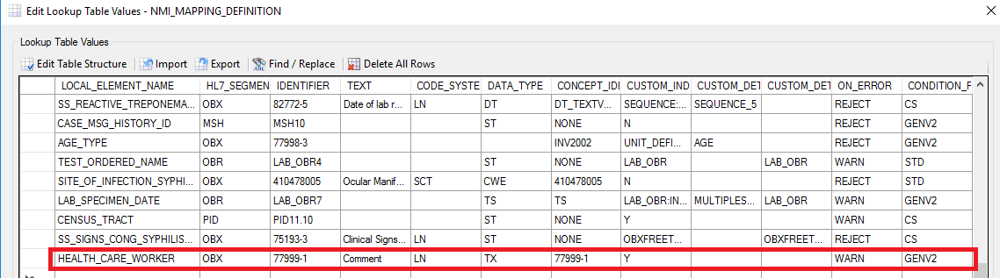 Edit Lookup Table Values - NMI_MAPPING_DEFINITION
Lookup Table Values
Edit Table Structure Import Export Find / Replace Delete All Rows
LOCAL_ELEMENT_NAME HL7_SEGMEN IDENTIFIER TEXT CODE_SYSTE DATA_TYPE CONCEPT_IDI CUSTOM_IND CUSTOM_DET CUSTOM_DET ON_ERROR CONDITION_F
SS_REACTIVE_TREPONEMA... OBX 82772-5 Date of lab r... LN DT DT_TEXTV... SEQUENCE:... SEQUENCE_5 REJECT CS
CASE_MSG_HISTORY_ID MSH MSH10 ST NONE N REJECT GENV2
AGE_TYPE OBX 77998-3 INV2002 UNIT_DEFI... AGE REJECT GENV2
TEST_ORDERED_NAME OBR LAB_OBR4 ST NONE LAB_OBR LAB_OBR WARN STD
SITE_OF_INFECTION_SYPHI... OBX 410478005 Ocular Manif... SCT CWE 410478005 N REJECT STD
LAB_SPECIMEN_DATE OBR LAB_OBR7 TS TS LAB_OBR:IN... MULTIPLES... LAB_OBR WARN GENV2
CENSUS_TRACT PID PID11.10 ST NONE Y WARN CS
SS_SIGNS_CONG_SYPHILIS... OBX 75193-3 Clinical Signs... LN ST NONE OBXFREET... OBXFREET... REJECT CS
HEALTH_CARE_WORKER OBX 77999-1 Comment LN TX 77999-1 Y WARN GENV2